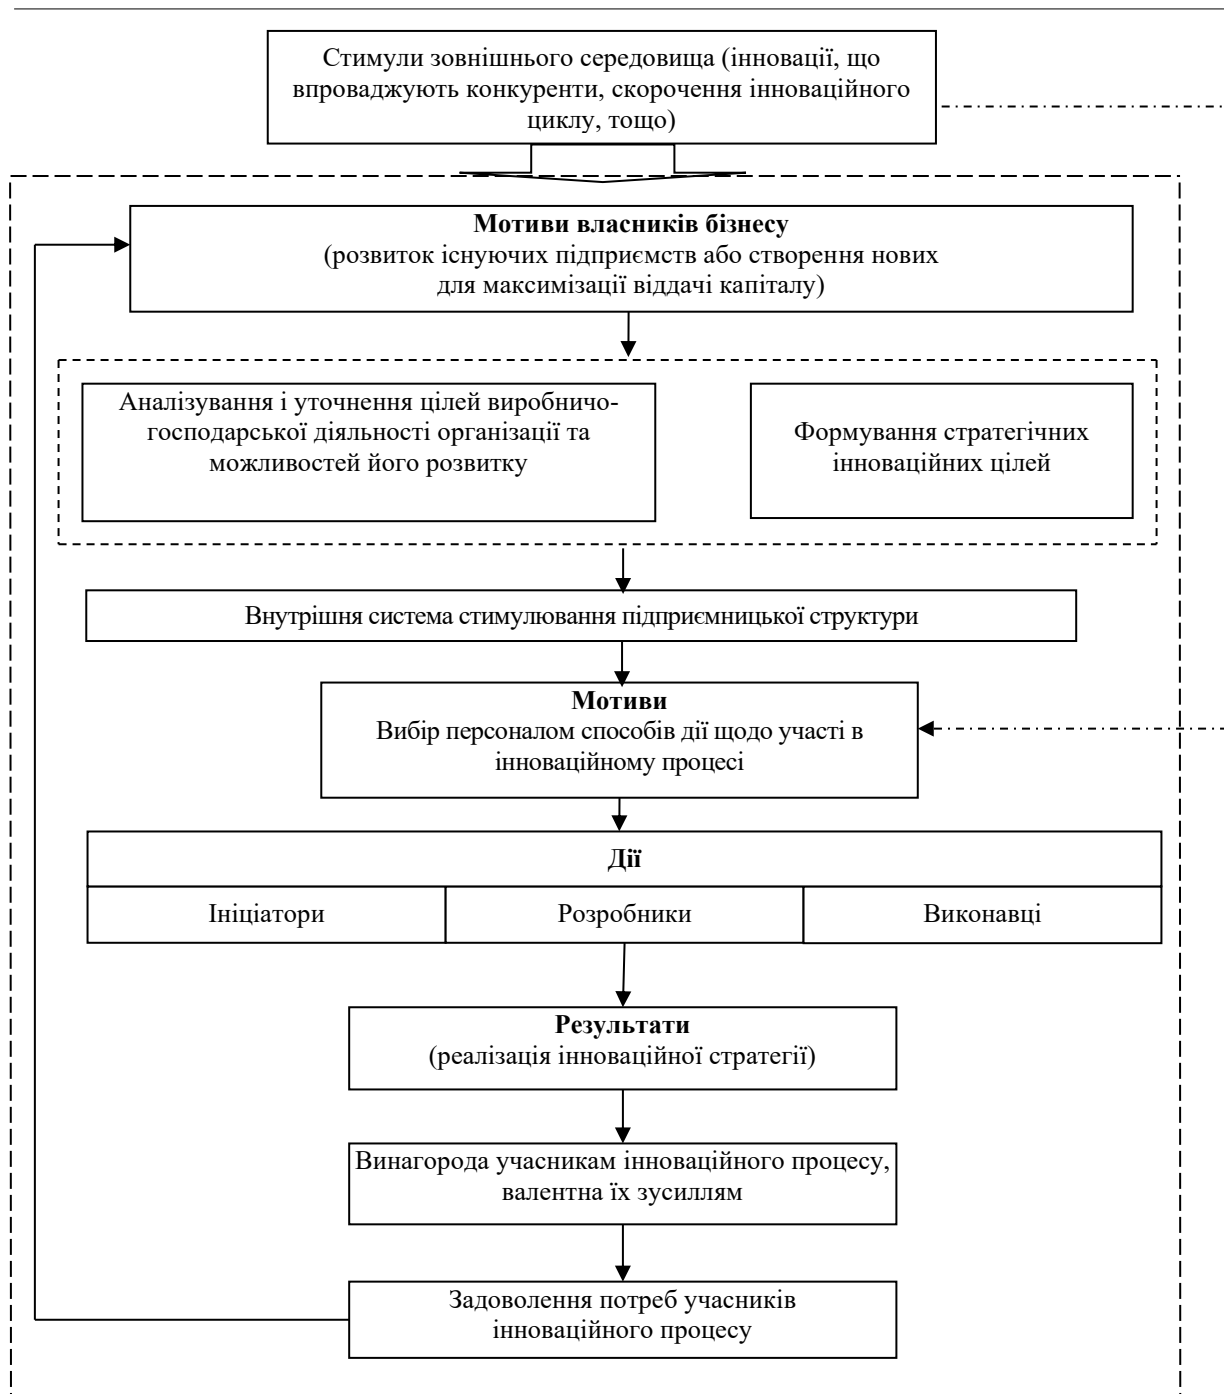 Стимули зовнішнього середовища (інновації, що
впроваджують конкуренти, скорочення інноваційного
циклу, тощо)
Мотиви власників бізнесу
(розвиток існуючих підприємств або створення нових
для максимізації віддачі капіталу)
Аналізування і уточнення цілей виробничо-
господарської діяльності організації та
можливостей його розвитку
Формування стратегічних
інноваційних цілей
Внутрішня система стимулювання підприємницької структури
Мотиви
Вибір персоналом способів дії щодо участі в
інноваційному процесі
Дії
Ініціатори
Розробники
Виконавці
Результати
(реалізація інноваційної стратегії)
Винагорода учасникам інноваційного процесу,
валентна їх зусиллям
Задоволення потреб учасників
інноваційного процесу